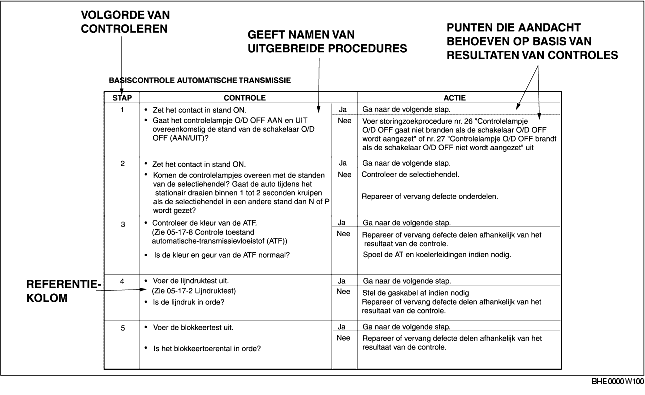 VOLGORDE VAN
CONTROLEREN
GEEFT NAMEN VAN
UITGEBREIDE PROCEDURES
PUNTEN DIE AANDACHT
BEHOEVEN OP BASIS VAN
RESULTATEN VAN CONTROLES
BASISCONTROLE AUTOMATISCHE TRANSMISSIE
STAP CONTROLE ACTIE
1
• Zet het contact in stand ON.
• Gaat het controlelampje O/D OFF AAN en UIT
overeenkomstig de stand van de schakelaar O/D
OFF (AAN/UIT)?
Ja Ga naar de volgende stap.
Nee Voer storingzoekprocedure nr. 26 "Controlelampje
O/D OFF gaat niet branden als de schakelaar O/D OFF
wordt aangezet" of nr. 27 "Controlelampje O/D OFF brandt
als de schakelaar O/D OFF niet wordt aangezet" uit
2
• Zet het contact in stand ON.
• Komen de controlelampjes overeen met de standen
van de selectiehendel? Gaat de auto tijdens het
stationair draaien binnen 1 tot 2 seconden kruipen
als de selectiehendel in een andere stand dan N of P
wordt gezet?
Ja Ga naar de volgende stap.
Nee Controleer de selectiehendel.
Repareer of vervang defecte onderdelen.
3
• Controleer de kleur van de ATF.
(Zie 05-17-8 Controle toestand
automatische-transmissievloeistof (ATF))
• Is de kleur en geur van de ATF normaal?
Ja Ga naar de volgende stap.
Nee Repareer of vervang defecte delen afhankelijk van het
resultaat van de controle.
Spoel de AT en koelerleidingen indien nodig.
REFERENTIE-
KOLOM
4
• Voer de lijndruktest uit.
(Zie 05-17-2 Lijndruktest)
• Is de lijndruk in orde?
Ja Ga naar de volgende stap.
Nee Stel de gaskabel af indien nodig
Repareer of vervang defecte delen afhankelijk van het
resultaat van de controle.
5
• Voer de blokkeertest uit.
• Is het blokkeertoerental in orde?
Ja Ga naar de volgende stap.
Nee Repareer of vervang defecte delen afhankelijk van het
resultaat van de controle.
BHE0000W100